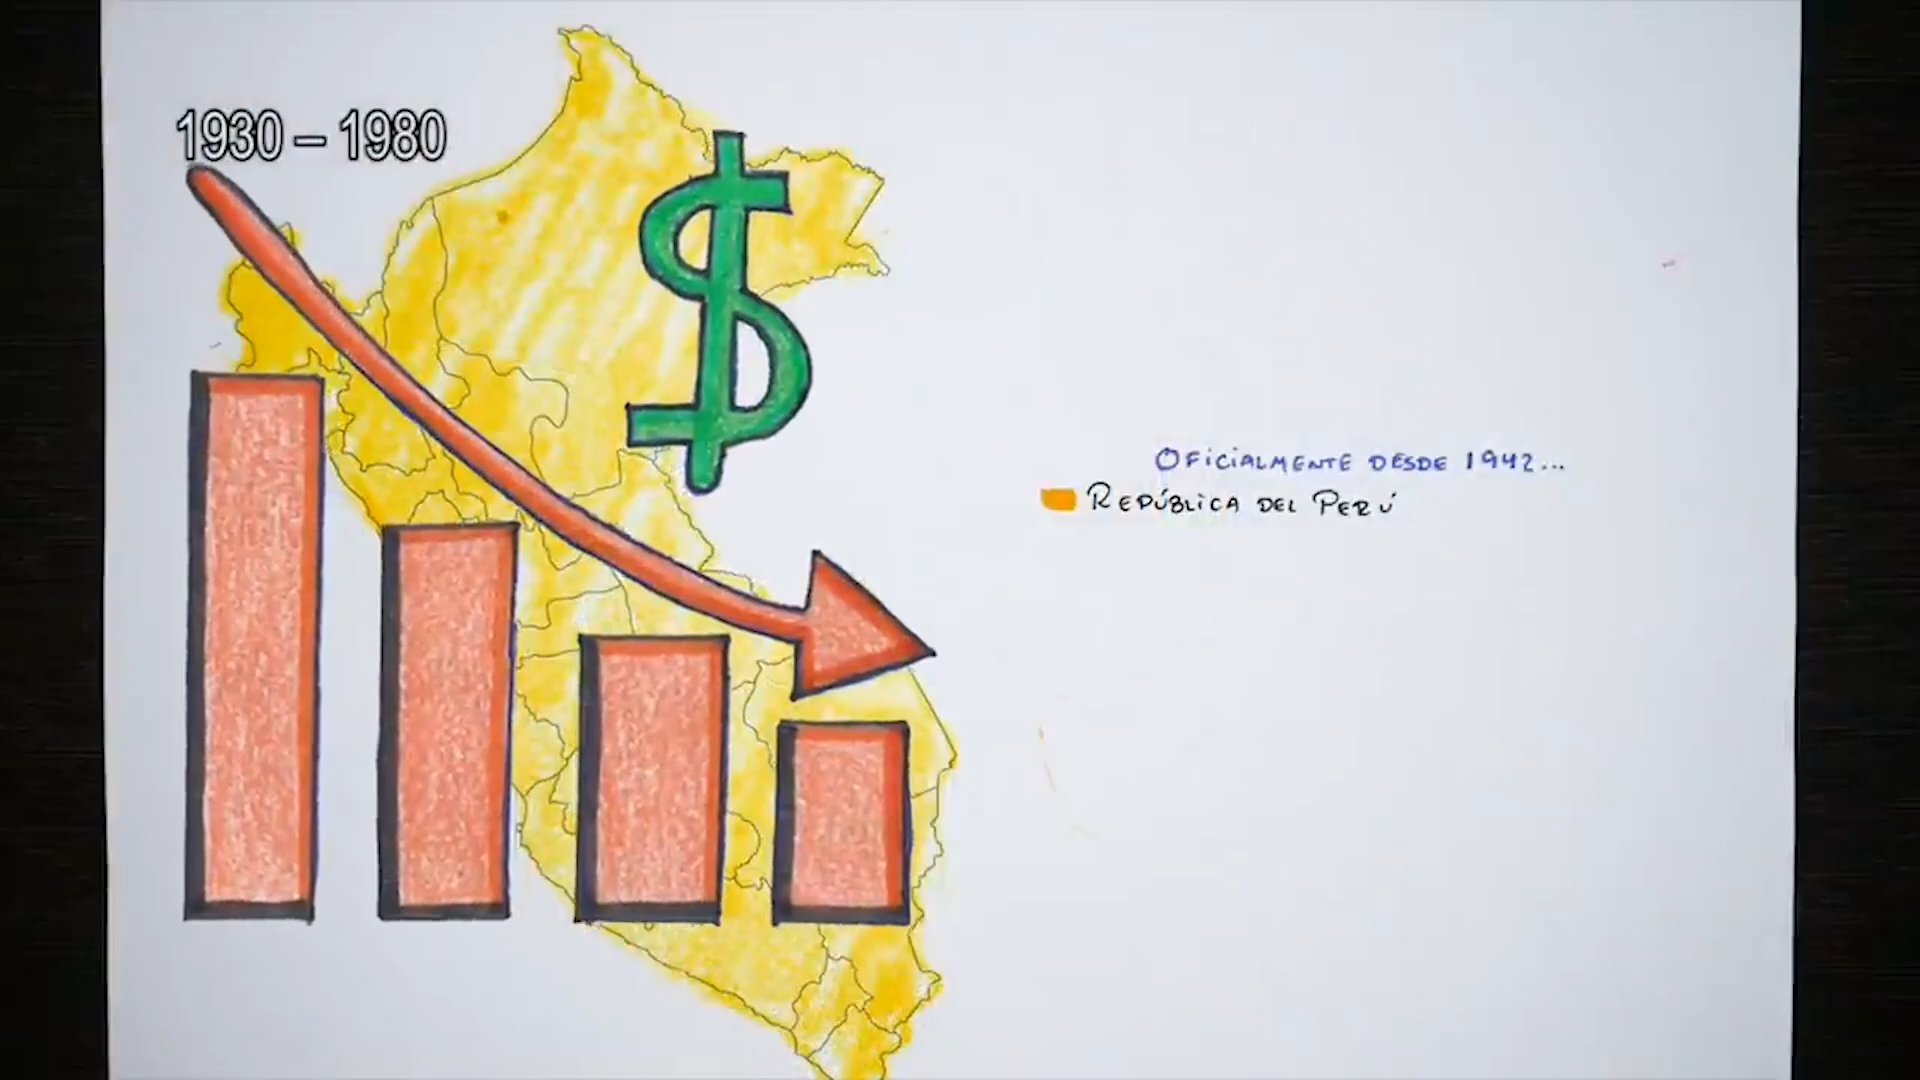 1930 – 1980
OFiCiALMENTE DESDE 1942...
REPÚBLiCA DEL PERÚ